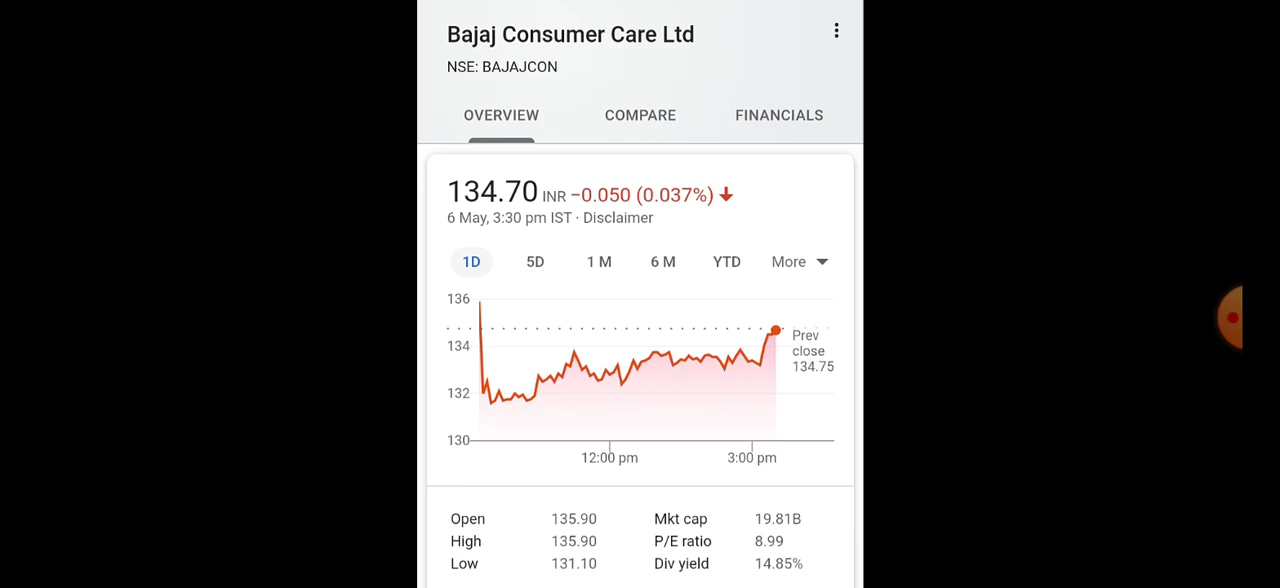 Bajaj Consumer Care Ltd
NSE: BAJAJCON
OVERVIEW COMPARE FINANCIALS
134.70 INR −0.050 (0.037%)
6 May, 3:30 pm IST · Disclaimer
1D 5D 1 M 6 M YTD More
136
134
132
130
Prev
close
134.75
12:00 pm 3:00 pm
Open 135.90 Mkt cap 19.81B
High 135.90 P/E ratio 8.99
Low 131.10 Div yield 14.85%